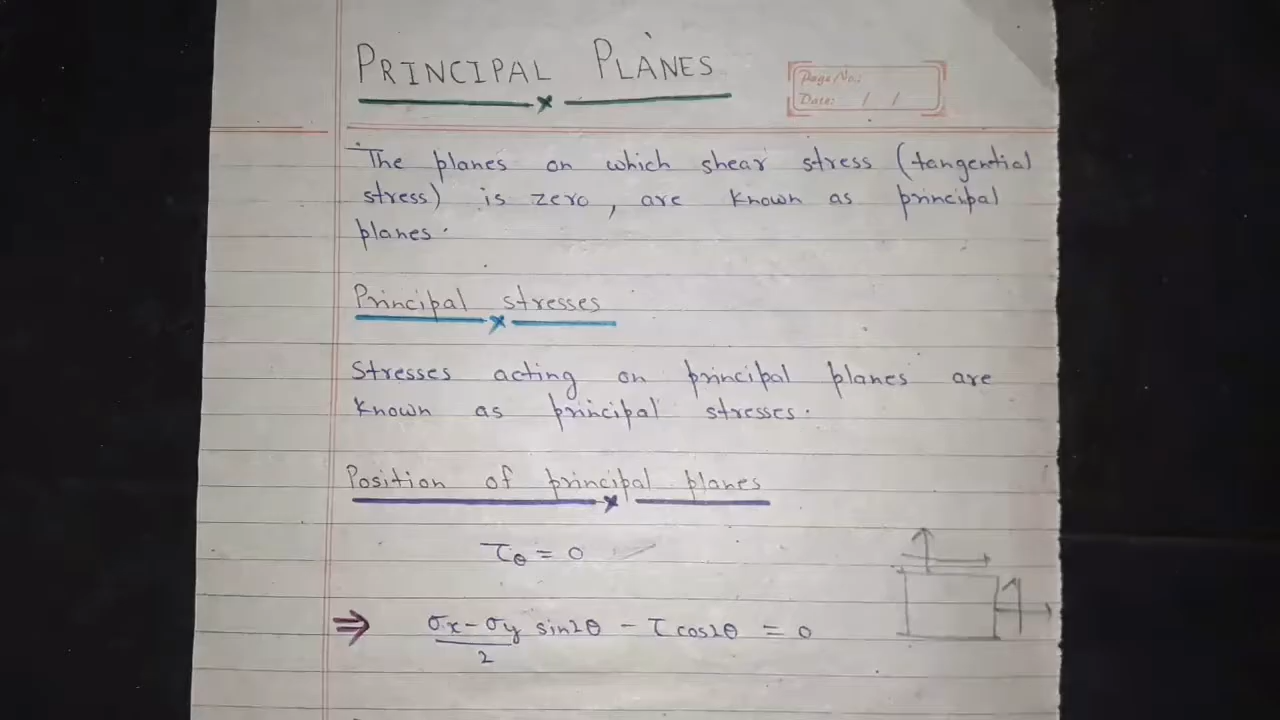 PRINCIPAL PLANES
Page No.:
Date: / /
The planes on which shear stress (tangential
stress) is zero, are known as principal
planes.
Principal stresses
Stresses acting on principal planes are
known as principal stresses.
Position of principal planes
τθ = 0
⇒ σx - σy/2 sin2θ - τ cos2θ = 0